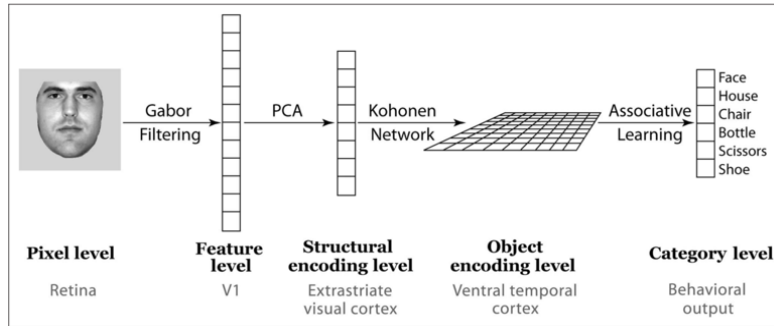 Gabor
Filtering
PCA
Kohonen
Network
Associative
Learning
Face
House
Chair
Bottle
Scissors
Shoe
Pixel level
Feature
level
Structural
encoding level
Object
encoding level
Category level
Retina
V1
Extrastriate
visual cortex
Ventral temporal
cortex
Behavioral
output